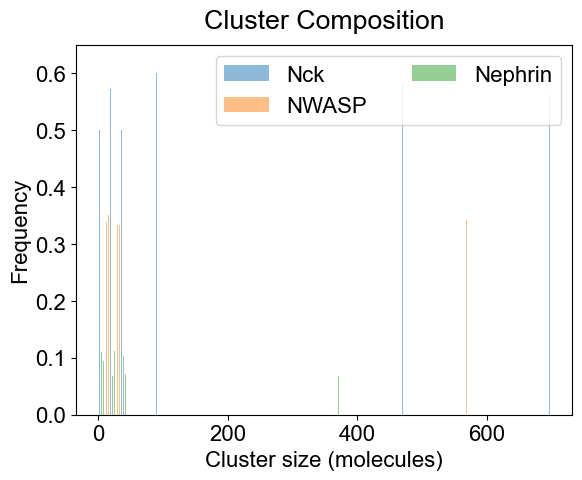 Cluster Composition
Nck
NWASP
Nephrin
Frequency
0.6
0.5
0.4
0.3
0.2
0.1
0.0
0 200 400 600
Cluster size (molecules)